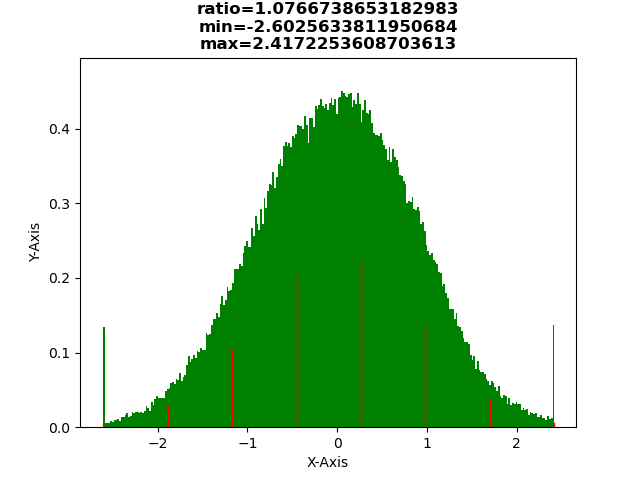 ratio=1.0766738653182983
min=-2.6025633811950684
max=2.4172253608703613
0.4
0.3
0.2
0.1
0.0
Y-Axis
−2
−1
0
1
2
X-Axis